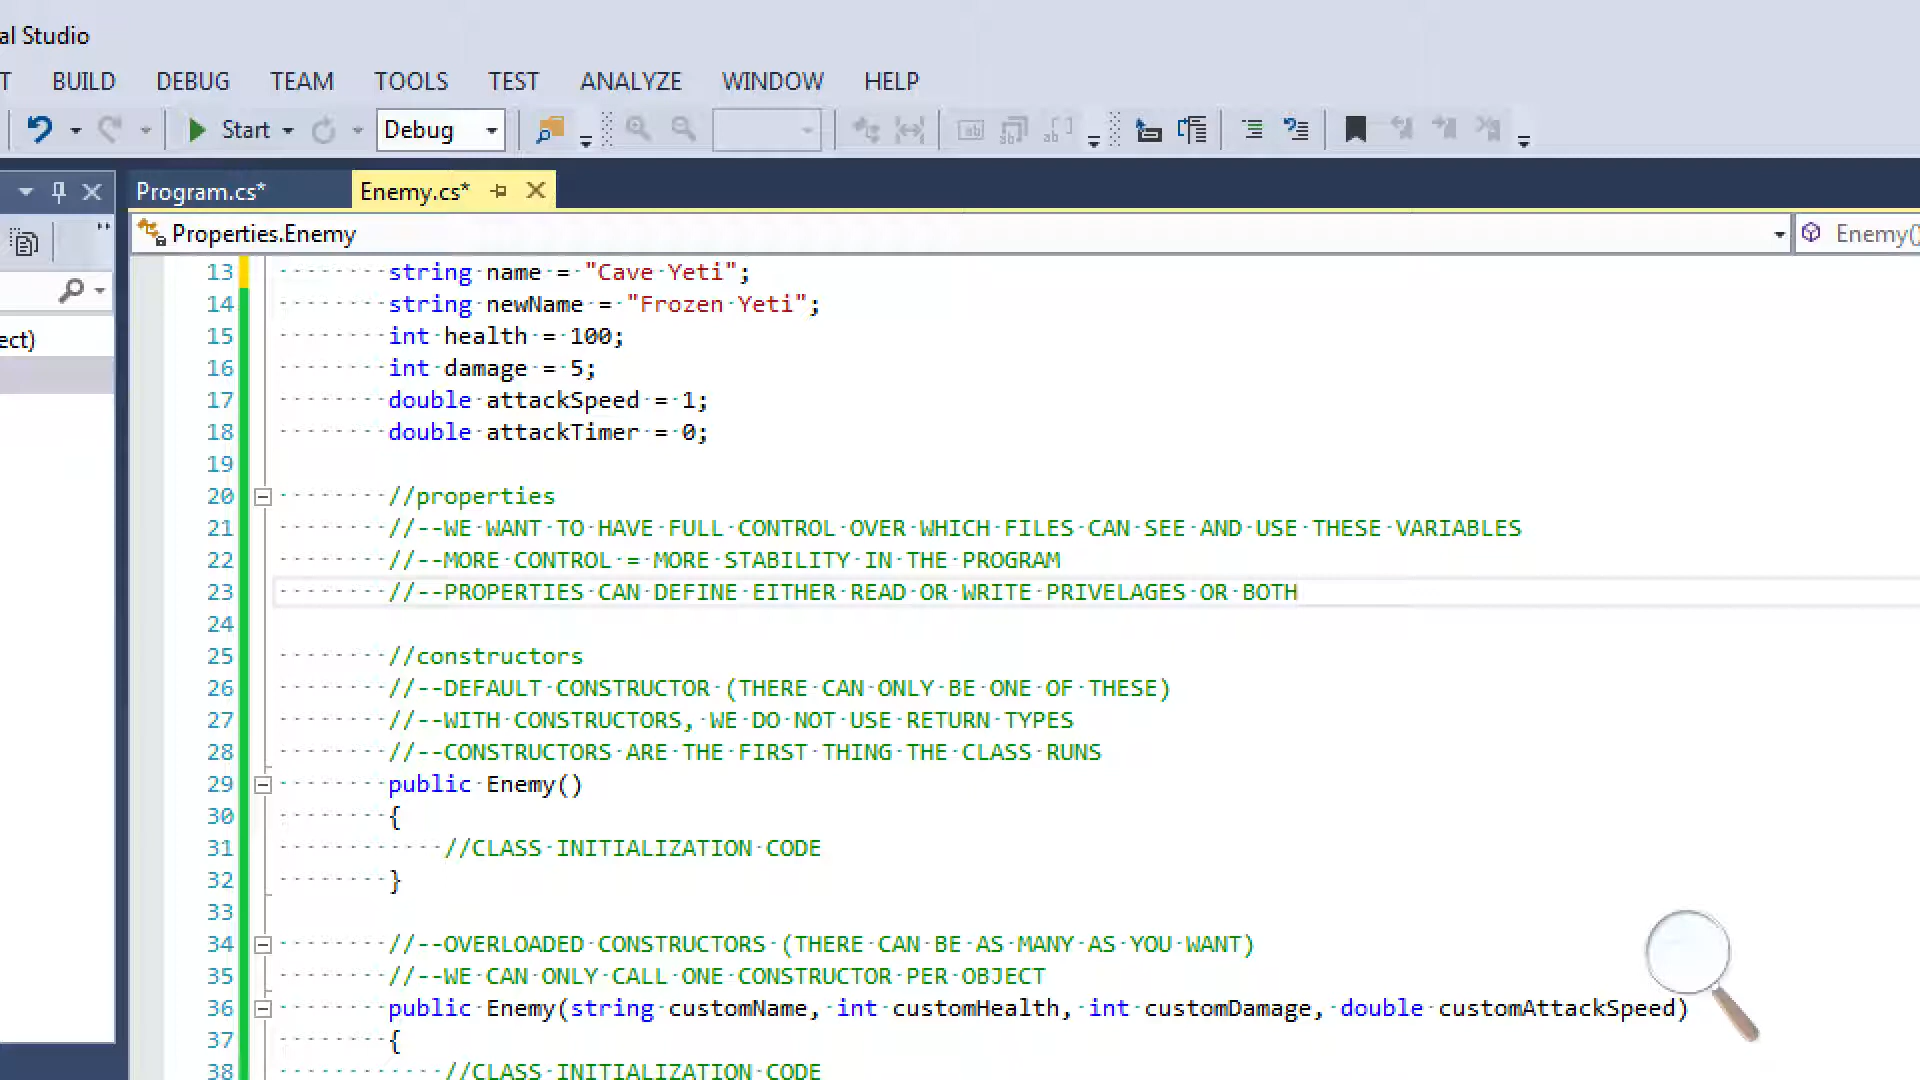 al Studio
T BUILD DEBUG TEAM TOOLS TEST ANALYZE WINDOW HELP
Start Debug
Program.cs* Enemy.cs*
Properties.Enemy Enemy()
ect)
13 string name = "Cave Yeti";
14 string newName = "Frozen Yeti";
15 int health = 100;
16 int damage = 5;
17 double attackSpeed = 1;
18 double attackTimer = 0;
19
20 //properties
21 //--WE WANT TO HAVE FULL CONTROL OVER WHICH FILES CAN SEE AND USE THESE VARIABLES
22 //--MORE CONTROL = MORE STABILITY IN THE PROGRAM
23 //--PROPERTIES CAN DEFINE EITHER READ OR WRITE PRIVELAGES OR BOTH
24
25 //constructors
26 //--DEFAULT CONSTRUCTOR (THERE CAN ONLY BE ONE OF THESE)
27 //--WITH CONSTRUCTORS, WE DO NOT USE RETURN TYPES
28 //--CONSTRUCTORS ARE THE FIRST THING THE CLASS RUNS
29 public Enemy()
30 {
31 //CLASS INITIALIZATION CODE
32 }
33
34 //--OVERLOADED CONSTRUCTORS (THERE CAN BE AS MANY AS YOU WANT)
35 //--WE CAN ONLY CALL ONE CONSTRUCTOR PER OBJECT
36 public Enemy(string customName, int customHealth, int customDamage, double customAttackSpeed)
37 {
38 //CLASS INITIALIZATION CODE